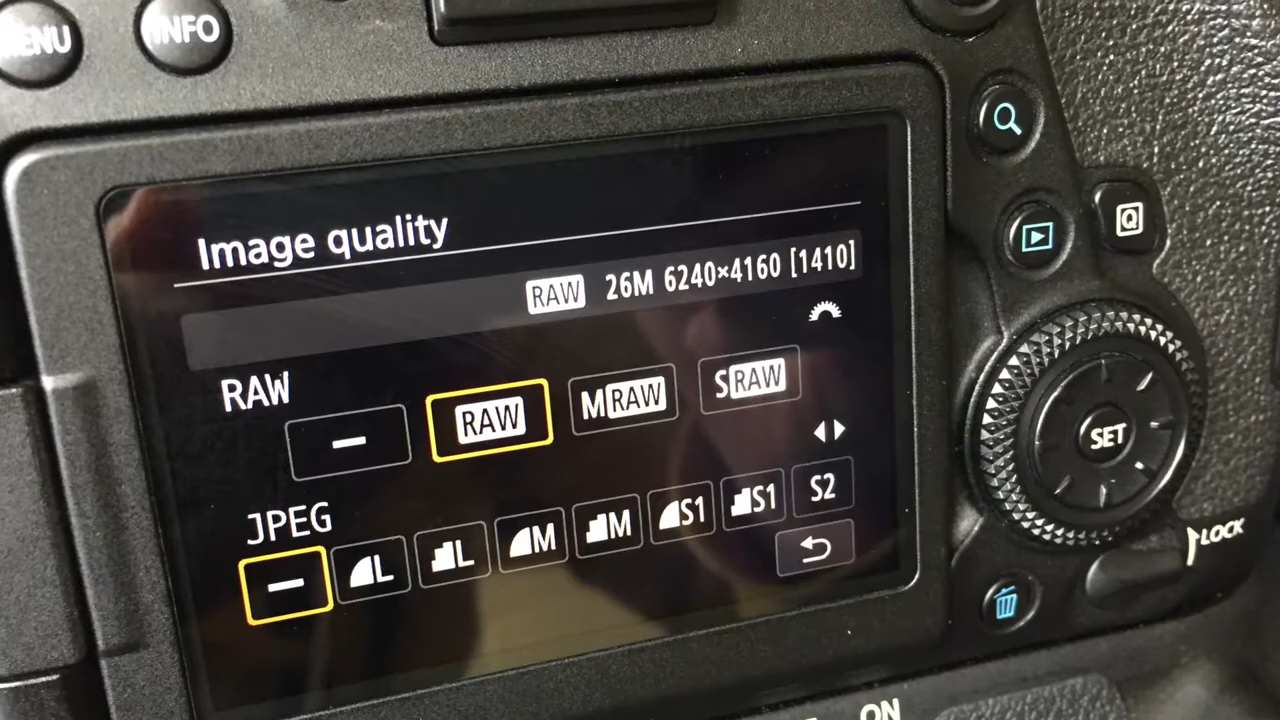 MENU INFO
Image quality
RAW 26M 6240×4160 [1410]
Q
RAW
— RAW MRAW SRAW
SET
JPEG
— L L M M S1 S1 S2
LOCK
ON